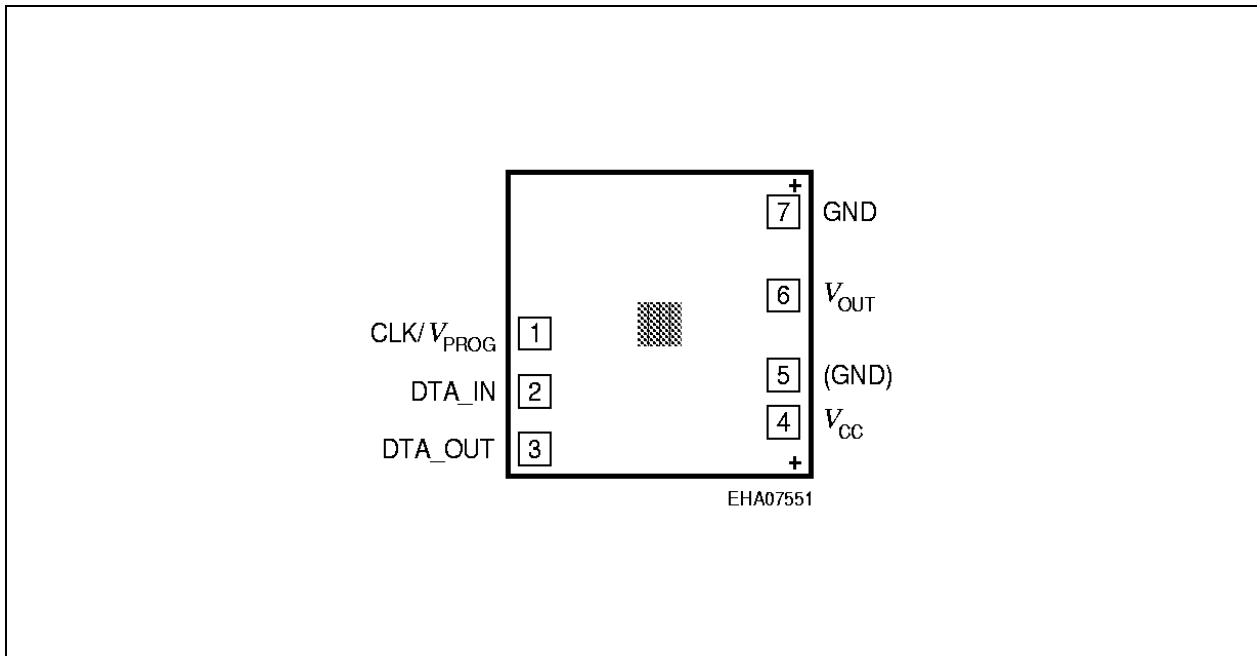 +
7 GND
6 VOUT
CLK/VPROG 1
5 (GND)
DTA_IN 2
4 VCC
DTA_OUT 3
+
EHA07551